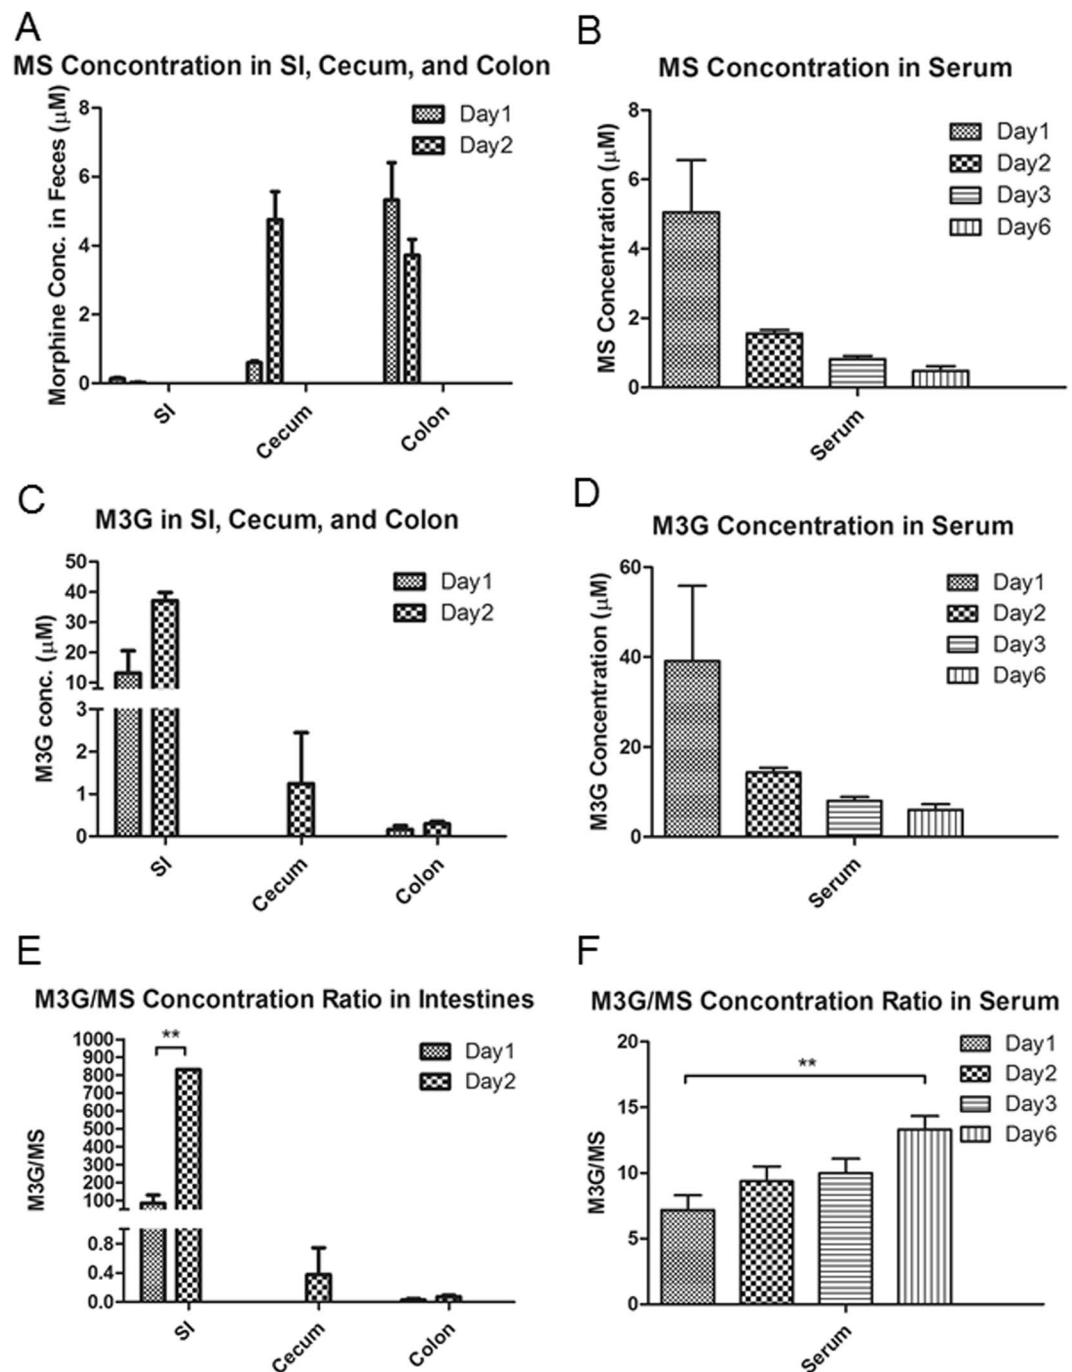 A
MS Concontration in SI, Cecum, and Colon
Morphine Conc. in Feces (μM)
8
6
4
2
0
Day1
Day2
SI
Cecum
Colon
B
MS Concentration in Serum
MS Concentration (μM)
8
6
4
2
0
Day1
Day2
Day3
Day6
Serum
C
M3G in SI, Cecum, and Colon
M3G conc. (μM)
50
40
30
20
10
3
2
1
0
Day1
Day2
SI
Cecum
Colon
D
M3G Concentration in Serum
M3G Concentration (μM)
60
40
20
0
Day1
Day2
Day3
Day6
Serum
E
M3G/MS Concentration Ratio in Intestines
M3G/MS
1000
900
800
700
600
500
400
300
200
100
0.8
0.4
0.0
**
Day1
Day2
SI
Cecum
Colon
F
M3G/MS Concentration Ratio in Serum
M3G/MS
20
15
10
5
0
**
Day1
Day2
Day3
Day6
Serum